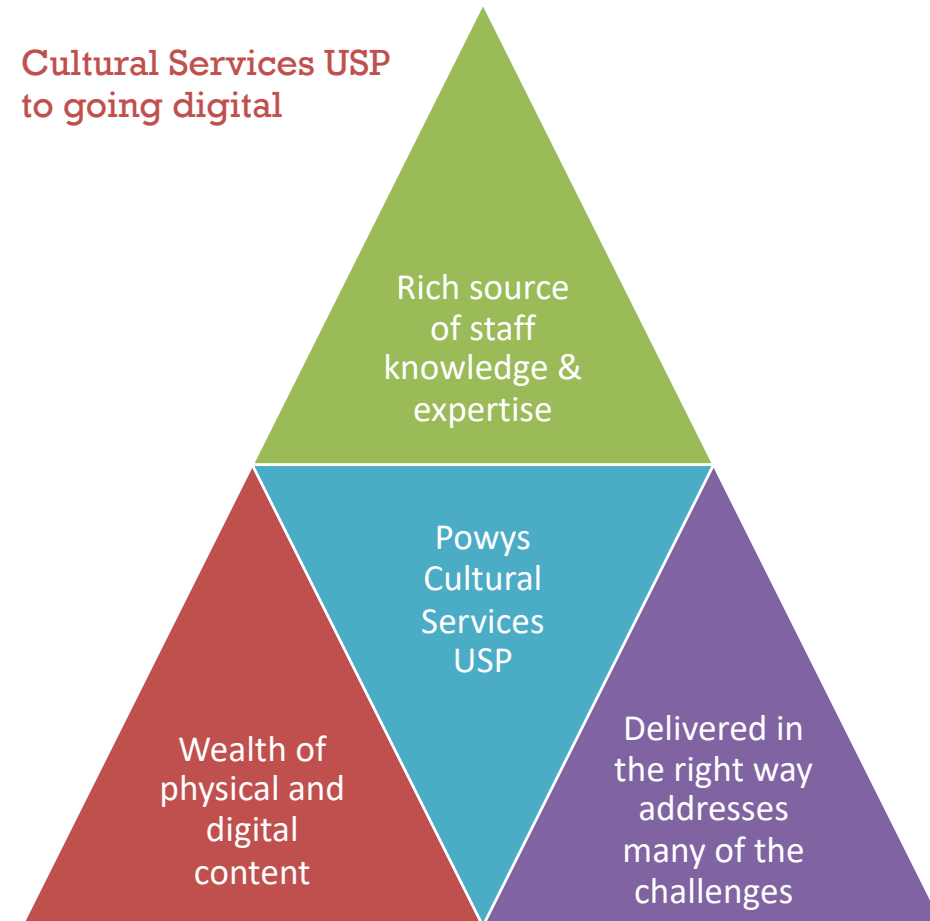 Cultural Services USP
to going digital
Rich source
of staff
knowledge &
expertise
Powys
Cultural
Services
USP
Wealth of
physical and
digital
content
Delivered in
the right way
addresses
many of the
challenges